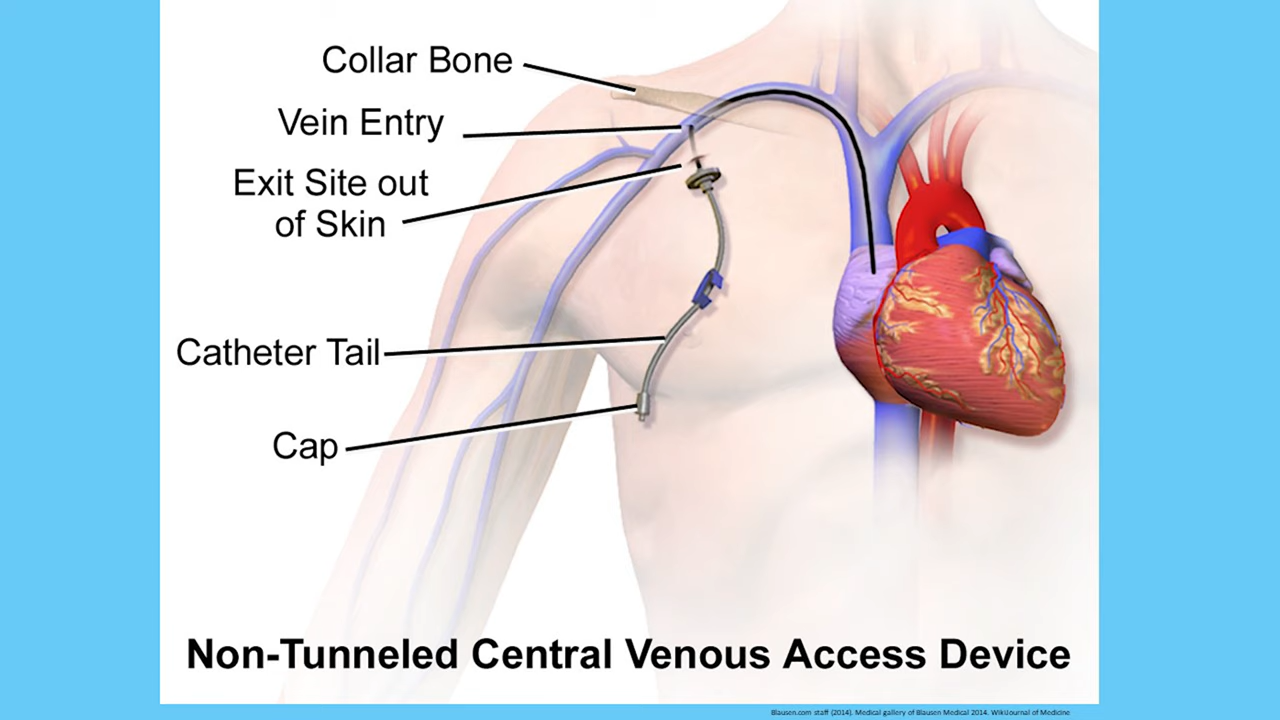 Collar Bone
Vein Entry
Exit Site out
of Skin
Catheter Tail
Cap
Non-Tunneled Central Venous Access Device
Blausen.com staff (2014). Medical gallery of Blausen Medical 2014. WikiJournal of Medicine